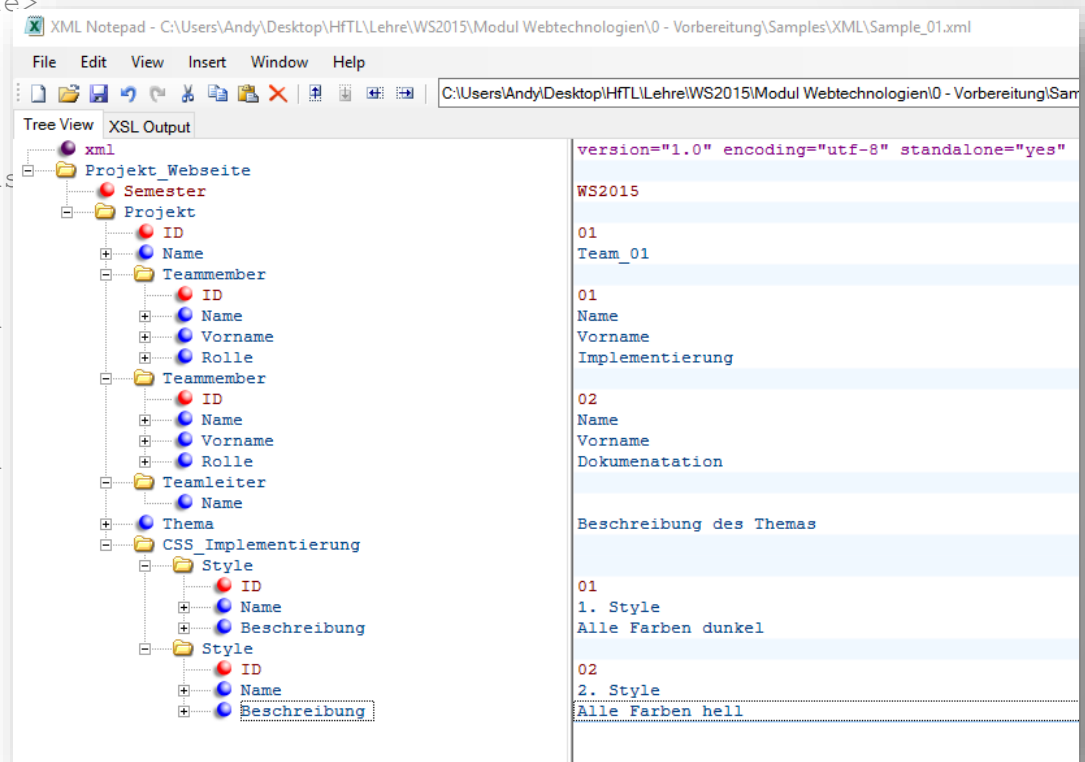 e>
XML Notepad - C:\Users\Andy\Desktop\HfTL\Lehre\WS2015\Modul Webtechnologien\0 - Vorbereitung\Samples\XML\Sample_01.xml
File Edit View Insert Window Help
C:\Users\Andy\Desktop\HfTL\Lehre\WS2015\Modul Webtechnologien\0 - Vorbereitung\Sam
Tree View XSL Output
xml version="1.0" encoding="utf-8" standalone="yes"
Projekt_Webseite
Semester WS2015
Projekt
ID 01
Name Team_01
Teammember
ID 01
Name Name
Vorname Vorname
Rolle Implementierung
Teammember
ID 02
Name Name
Vorname Vorname
Rolle Dokumenatation
Teamleiter
Name
Thema Beschreibung des Themas
CSS_Implementierung
Style
ID 01
Name 1. Style
Beschreibung Alle Farben dunkel
Style
ID 02
Name 2. Style
Beschreibung Alle Farben hell